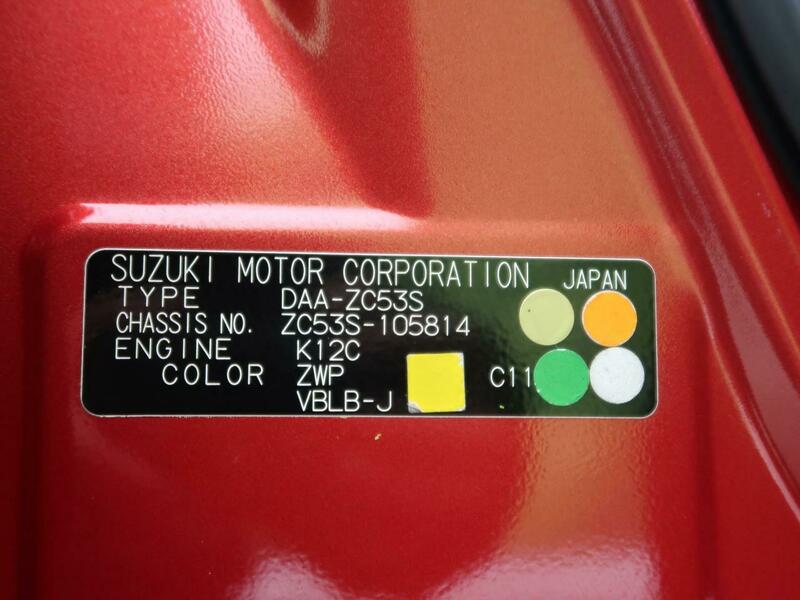 SUZUKI MOTOR CORPORATION JAPAN
TYPE DAA-ZC53S
CHASSIS NO. ZC53S-105814
ENGINE K12C
COLOR ZWP C11
VBLB-J